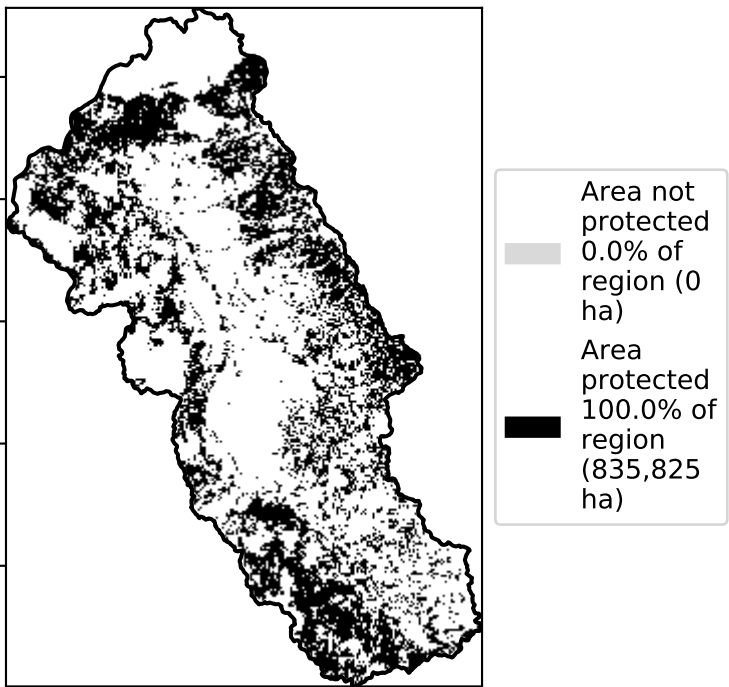 Area not
protected
0.0% of
region (0
ha)
Area
protected
100.0% of
region
(835,825
ha)